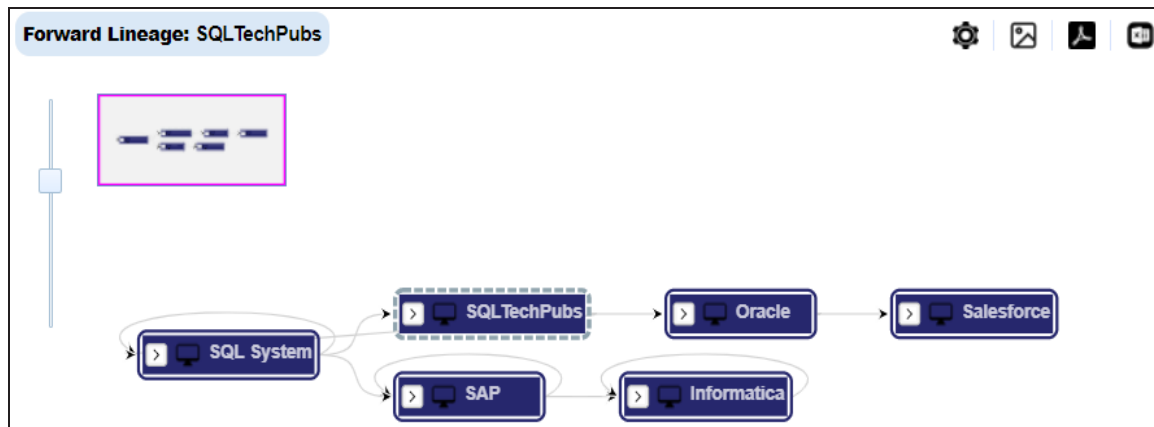 Forward Lineage: SQLTechPubs
SQLTechPubs
Oracle
Salesforce
SQL System
SAP
Informatica